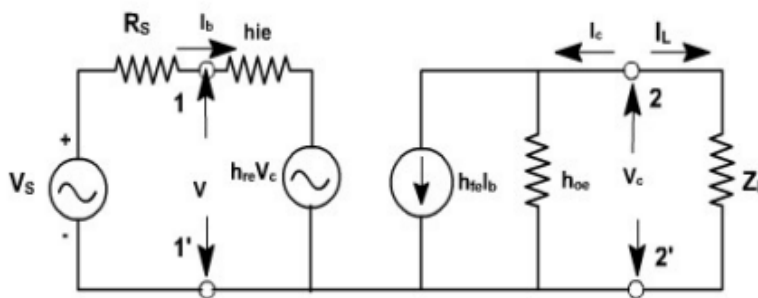 RS Ib hie Ic IL
1 2
+
VS V hreVc hfeIb hoe Vc Z
-
1' 2'